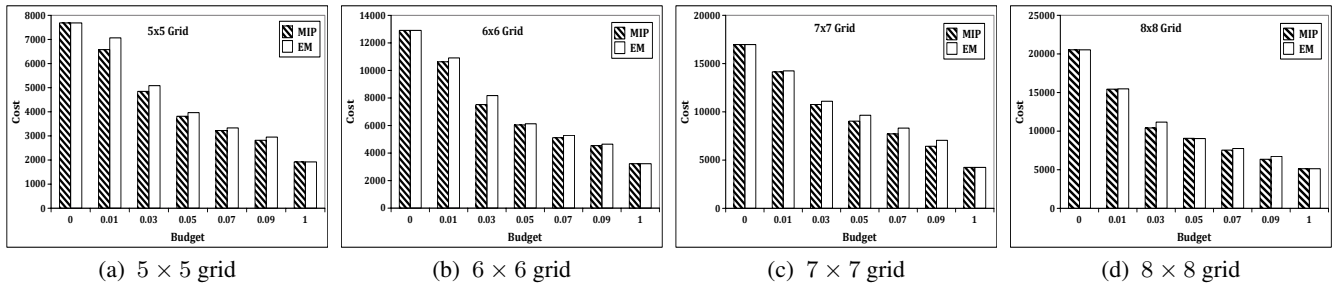 8000
7000
6000
5000
4000
3000
2000
1000
0
Cost
5x5 Grid
MIP
EM
0 0.01 0.03 0.05 0.07 0.09 1
Budget
(a) 5 × 5 grid
14000
12000
10000
8000
6000
4000
2000
0
Cost
6x6 Grid
MIP
EM
0 0.01 0.03 0.05 0.07 0.09 1
Budget
(b) 6 × 6 grid
20000
15000
10000
5000
0
Cost
7x7 Grid
MIP
EM
0 0.01 0.03 0.05 0.07 0.09 1
Budget
(c) 7 × 7 grid
25000
20000
15000
10000
5000
0
Cost
8x8 Grid
MIP
EM
0 0.01 0.03 0.05 0.07 0.09 1
Budget
(d) 8 × 8 grid